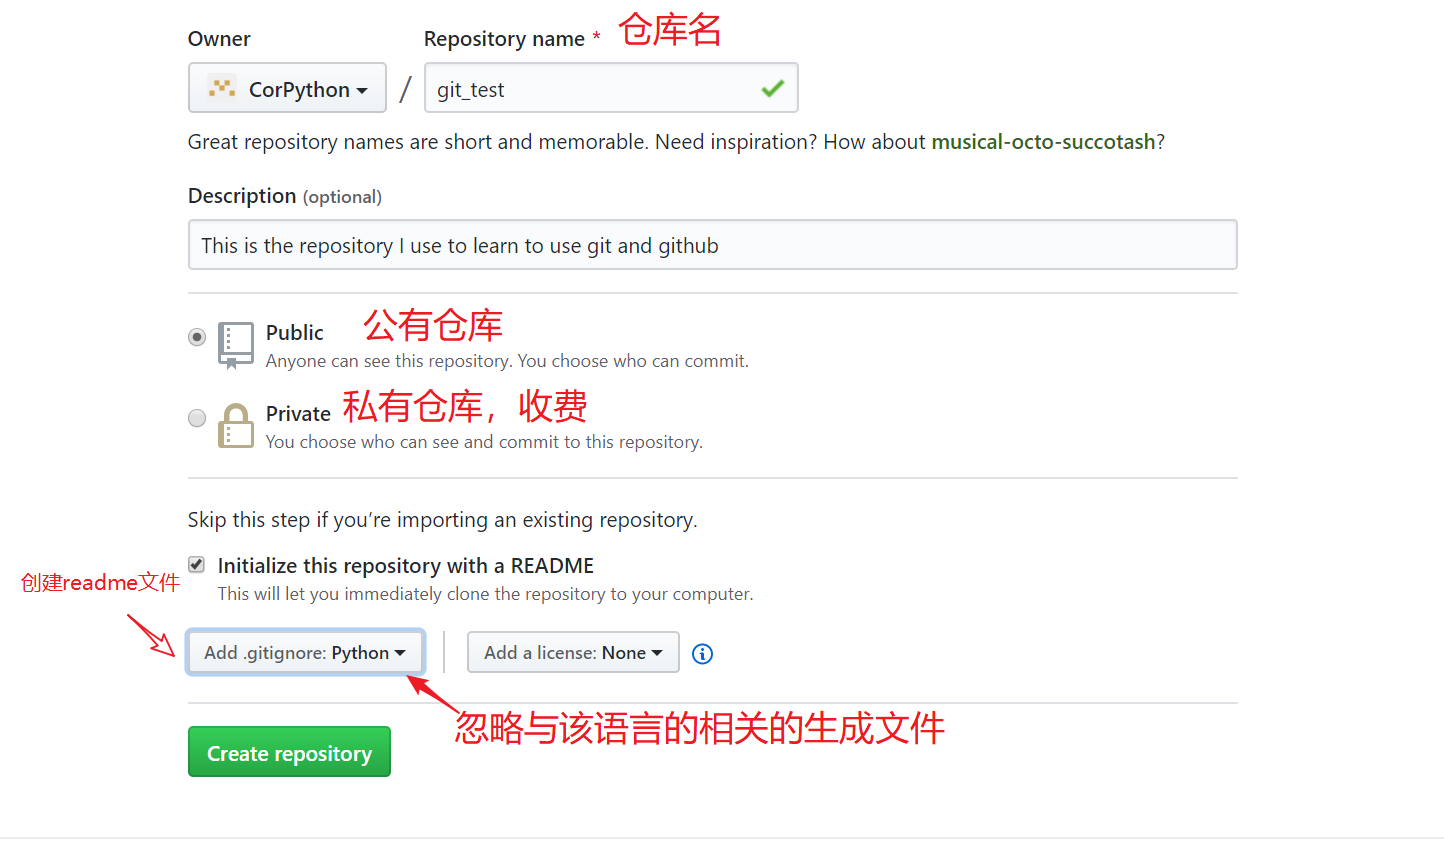 Owner
Repository name * 仓库名
CorPython / git_test
Great repository names are short and memorable. Need inspiration? How about musical-octo-succotash?
Description (optional)
This is the repository I use to learn to use git and github
Public 公有仓库
Anyone can see this repository. You choose who can commit.
Private 私有仓库，收费
You choose who can see and commit to this repository.
Skip this step if you're importing an existing repository.
Initialize this repository with a README
创建readme文件
This will let you immediately clone the repository to your computer.
Add .gitignore: Python
Add a license: None
忽略与该语言的相关的生成文件
Create repository